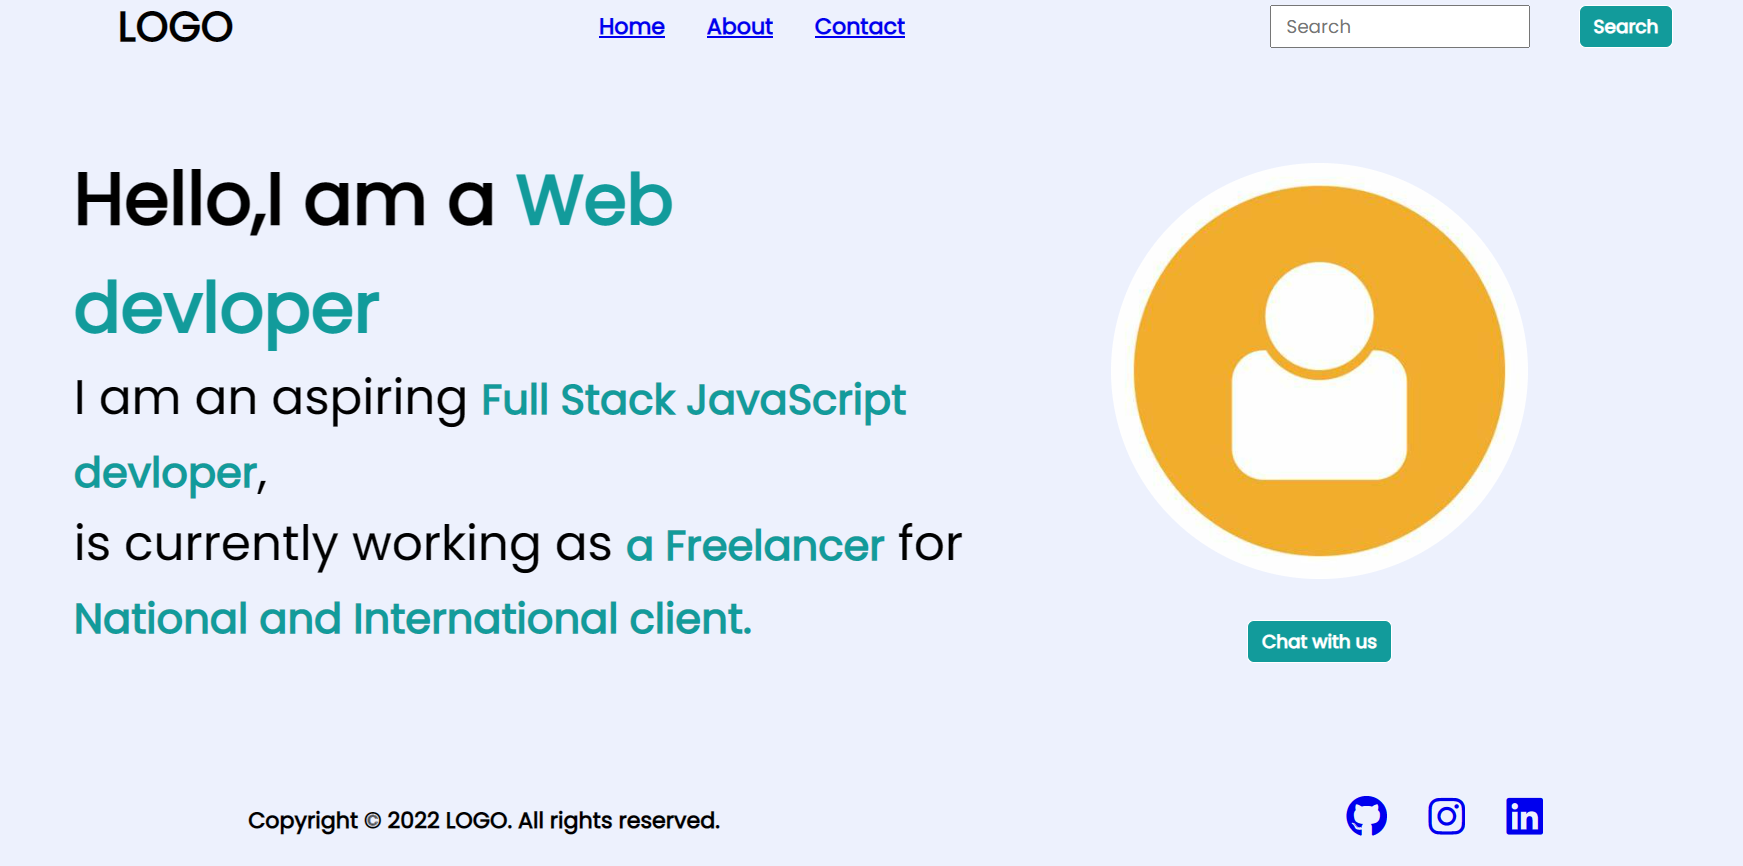 LOGO
Home About Contact
Search
Search
Hello,I am a Web
devloper
I am an aspiring Full Stack JavaScript
devloper,
is currently working as a Freelancer for
National and International client.
Chat with us
Copyright © 2022 LOGO. All rights reserved.
in